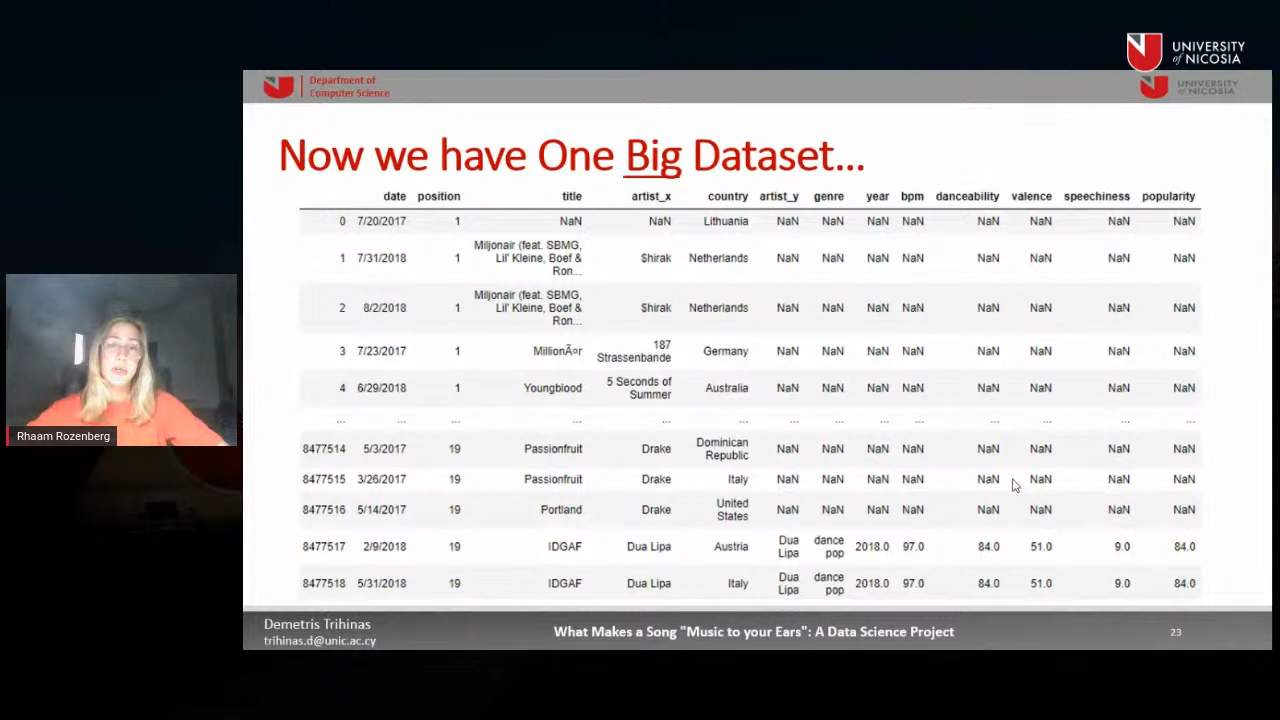 UNIVERSITY
of NICOSIA
Department of
Computer Science
UNIVERSITY
of NICOSIA
Now we have One Big Dataset...
date position title artist_x country artist_y genre year bpm danceability valence speechiness popularity
0 7/20/2017 1 NaN NaN Lithuania NaN NaN NaN NaN NaN NaN NaN NaN
Miljonair (feat. SBMG,
1 7/31/2018 1 Lil' Kleine, Boef & $hirak Netherlands NaN NaN NaN NaN NaN NaN NaN NaN
Ron...
Miljonair (feat. SBMG,
2 8/2/2018 1 Lil' Kleine, Boef & $hirak Netherlands NaN NaN NaN NaN NaN NaN NaN NaN
Ron...
187
3 7/23/2017 1 MillionÃ¤r Strassenbande Germany NaN NaN NaN NaN NaN NaN NaN NaN
4 6/29/2018 1 Youngblood 5 Seconds of Australia NaN NaN NaN NaN NaN NaN NaN NaN
Summer
... ... ... ... ... ... ... ... ... ... ... ... ... ...
8477514 5/3/2017 19 Passionfruit Drake Dominican NaN NaN NaN NaN NaN NaN NaN NaN
Republic
8477515 3/26/2017 19 Passionfruit Drake Italy NaN NaN NaN NaN NaN NaN NaN NaN
8477516 5/14/2017 19 Portland Drake United NaN NaN NaN NaN NaN NaN NaN NaN
States
8477517 2/9/2018 19 IDGAF Dua Lipa Austria Dua dance 2018.0 97.0 84.0 51.0 9.0 84.0
Lipa pop
8477518 5/31/2018 19 IDGAF Dua Lipa Italy Dua dance 2018.0 97.0 84.0 51.0 9.0 84.0
Lipa pop
Rhaam Rozenberg
Demetris Trihinas
trihinas.d@unic.ac.cy
What Makes a Song "Music to your Ears": A Data Science Project
23